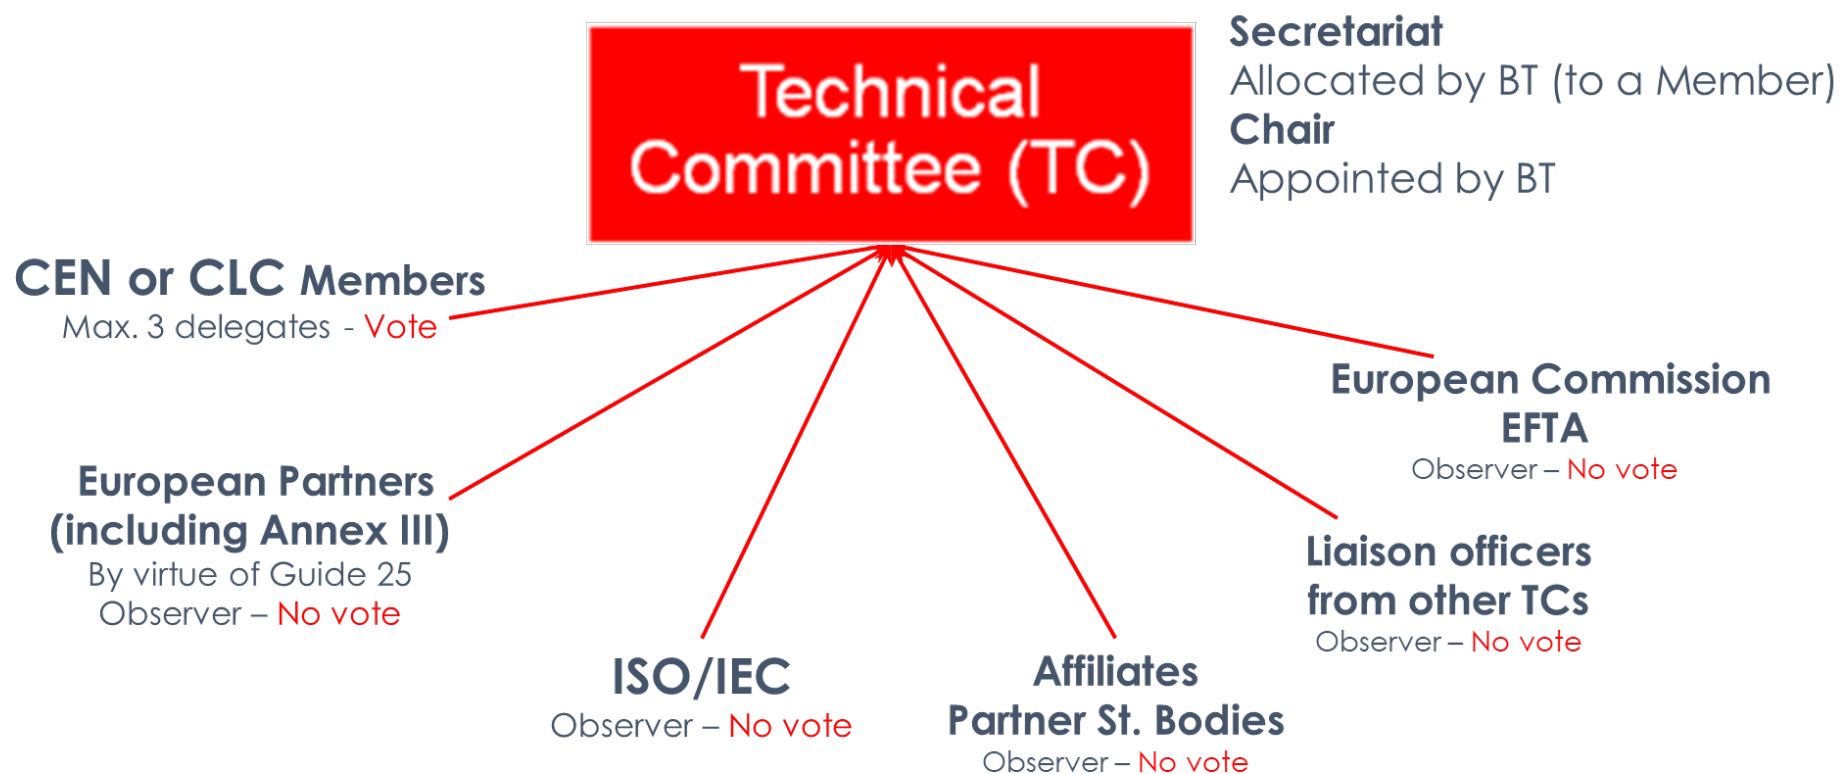 Technical
Committee (TC)
Secretariat
Allocated by BT (to a Member)
Chair
Appointed by BT
CEN or CLC Members
Max. 3 delegates - Vote
European Partners
(including Annex III)
By virtue of Guide 25
Observer – No vote
ISO/IEC
Observer – No vote
Affiliates
Partner St. Bodies
Observer – No vote
Liaison officers
from other TCs
Observer – No vote
European Commission
EFTA
Observer – No vote